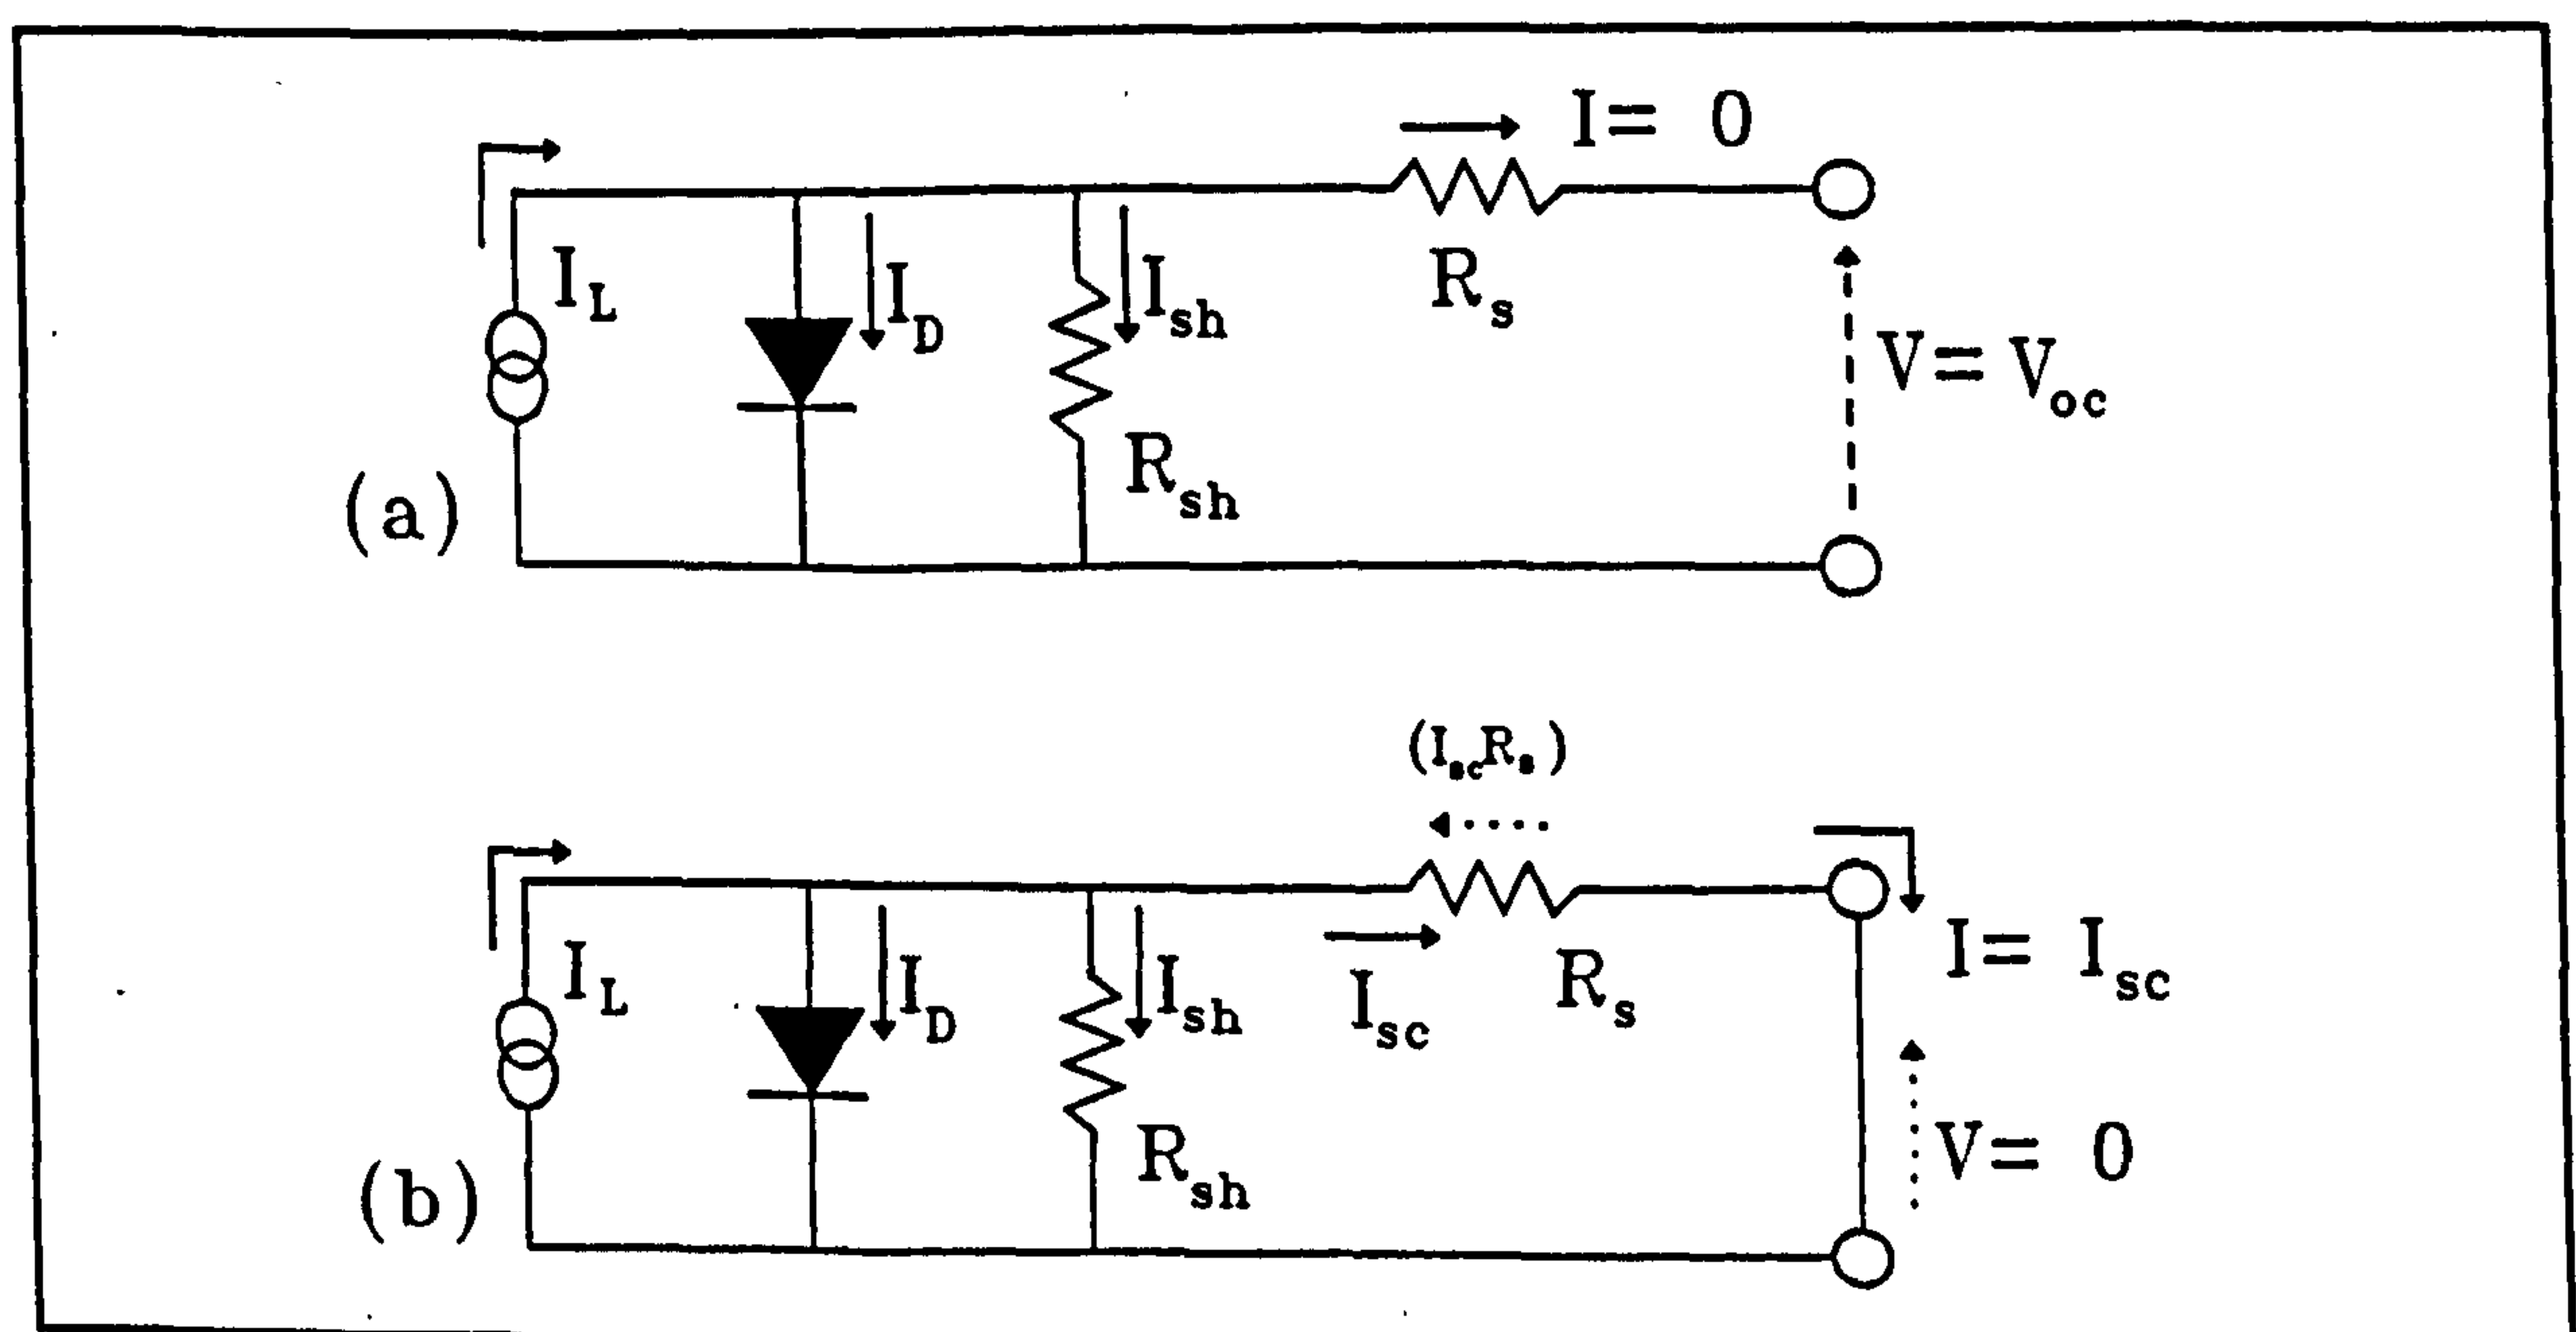 I= 0
I_L
I_D
I_sh
R_s
V= V_oc
R_sh
(a)
(I_sc R_s)
I_L
I_D
I_sh
I_sc
R_s
I= I_sc
R_sh
V= 0
(b)